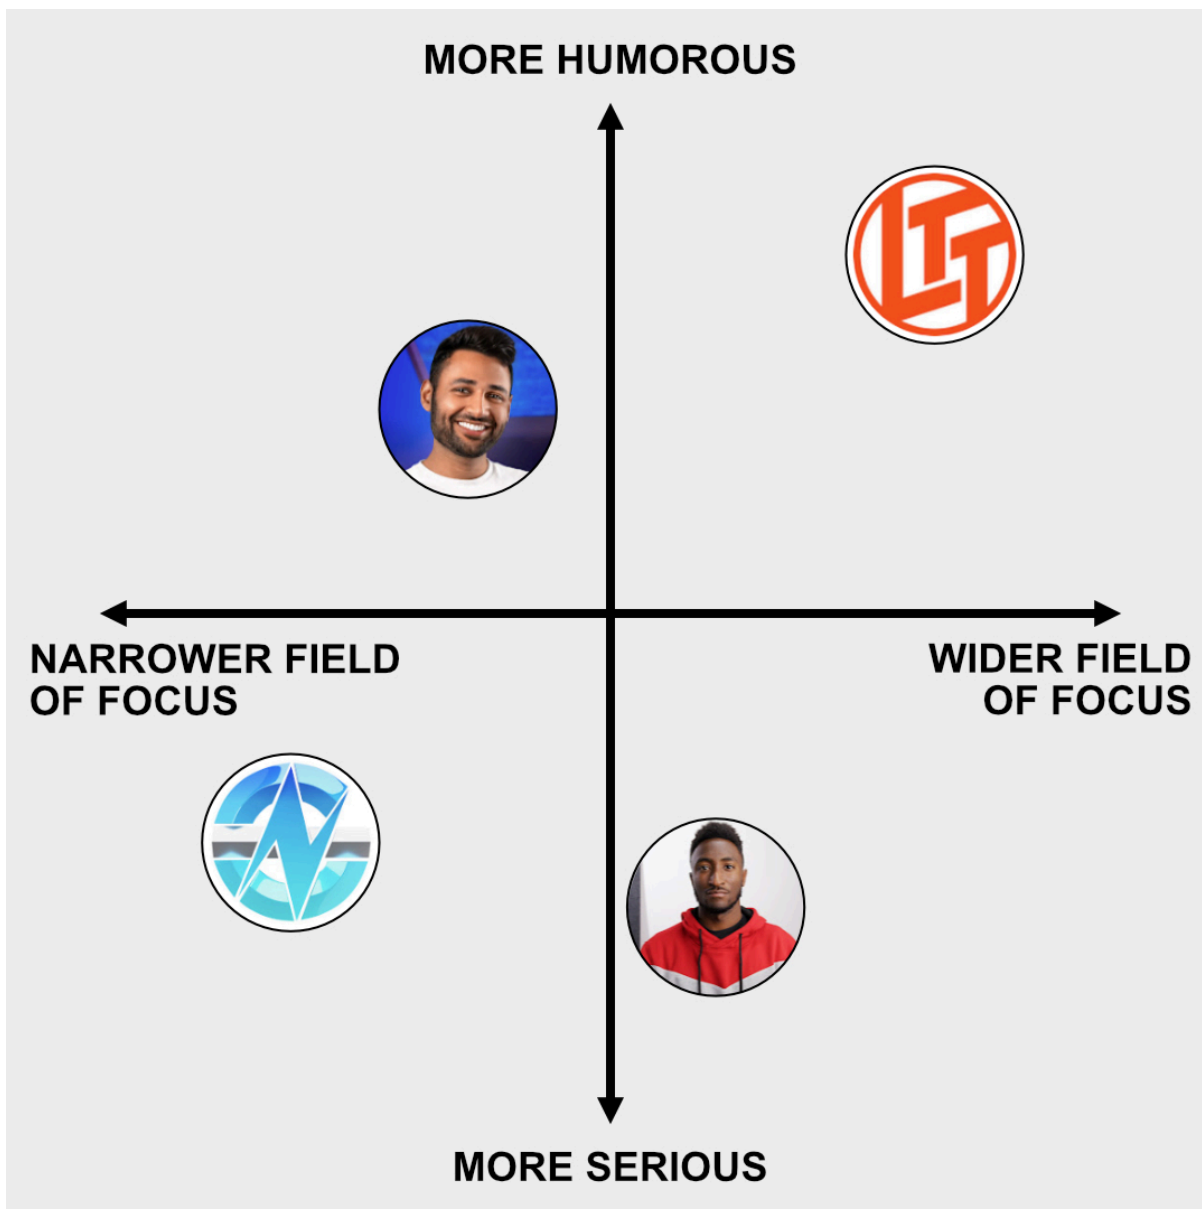 MORE HUMOROUS
LTT
NARROWER FIELD
OF FOCUS
WIDER FIELD
OF FOCUS
MORE SERIOUS